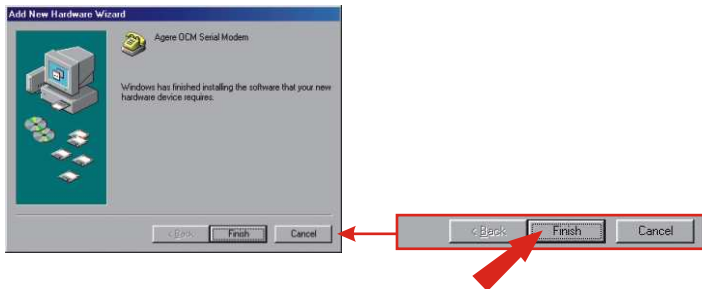 Add New Hardware Wizard
Agere OCM Serial Modem
Windows has finished installing the software that your new
hardware device requires.
< Back Finish Cancel
< Back Finish Cancel